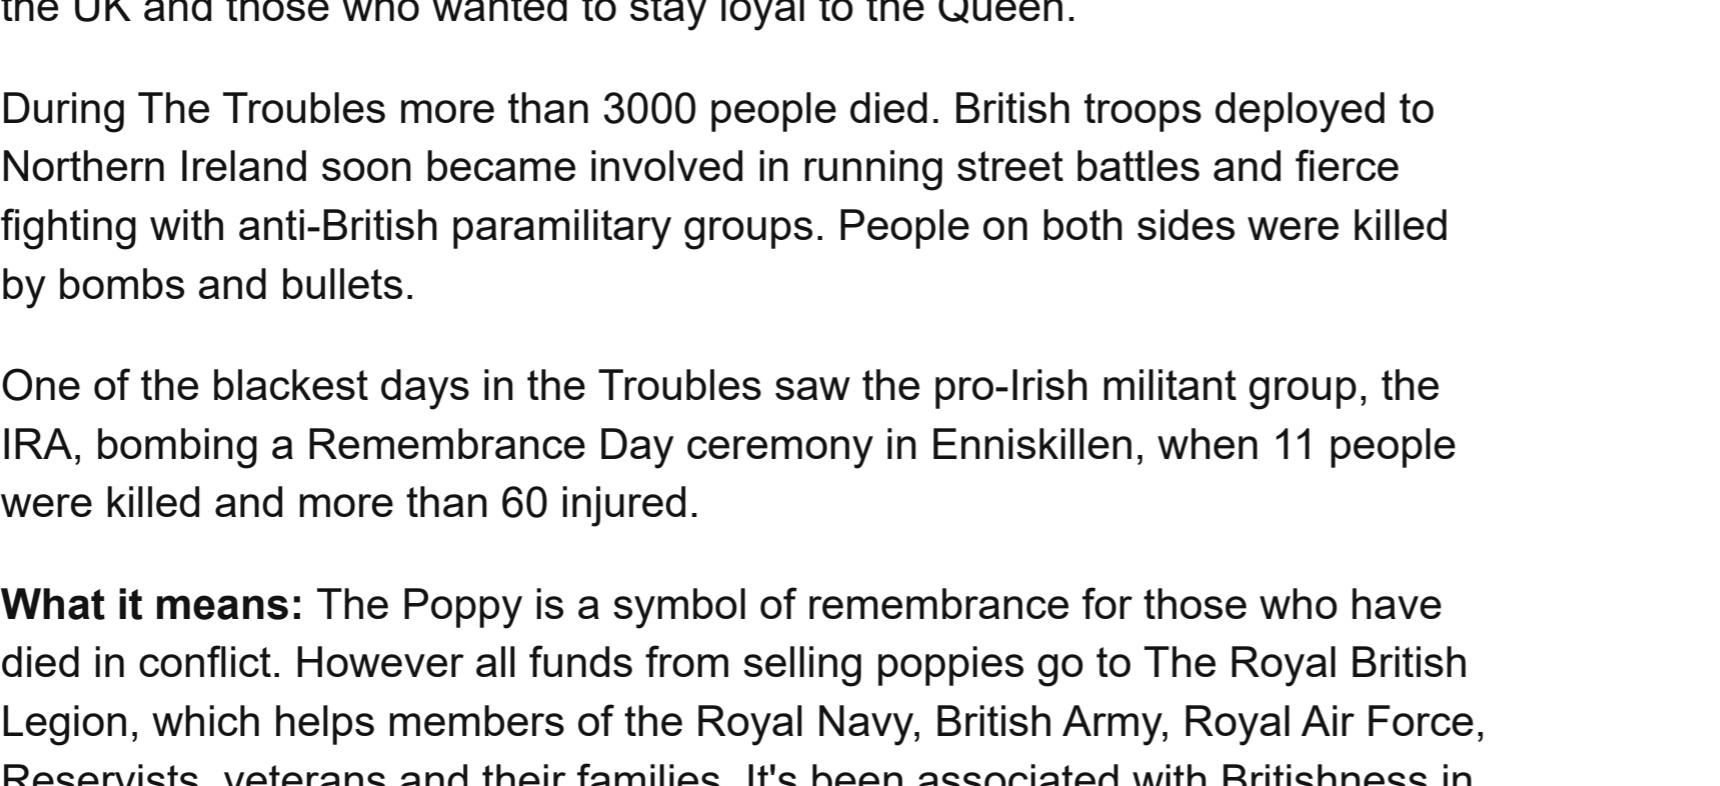 the UK and those who wanted to stay loyal to the Queen.
During The Troubles more than 3000 people died. British troops deployed to
Northern Ireland soon became involved in running street battles and fierce
fighting with anti-British paramilitary groups. People on both sides were killed
by bombs and bullets.
One of the blackest days in the Troubles saw the pro-Irish militant group, the
IRA, bombing a Remembrance Day ceremony in Enniskillen, when 11 people
were killed and more than 60 injured.
What it means: The Poppy is a symbol of remembrance for those who have
died in conflict. However all funds from selling poppies go to The Royal British
Legion, which helps members of the Royal Navy, British Army, Royal Air Force,
Reservists, veterans and their families. It's been associated with Britishness in